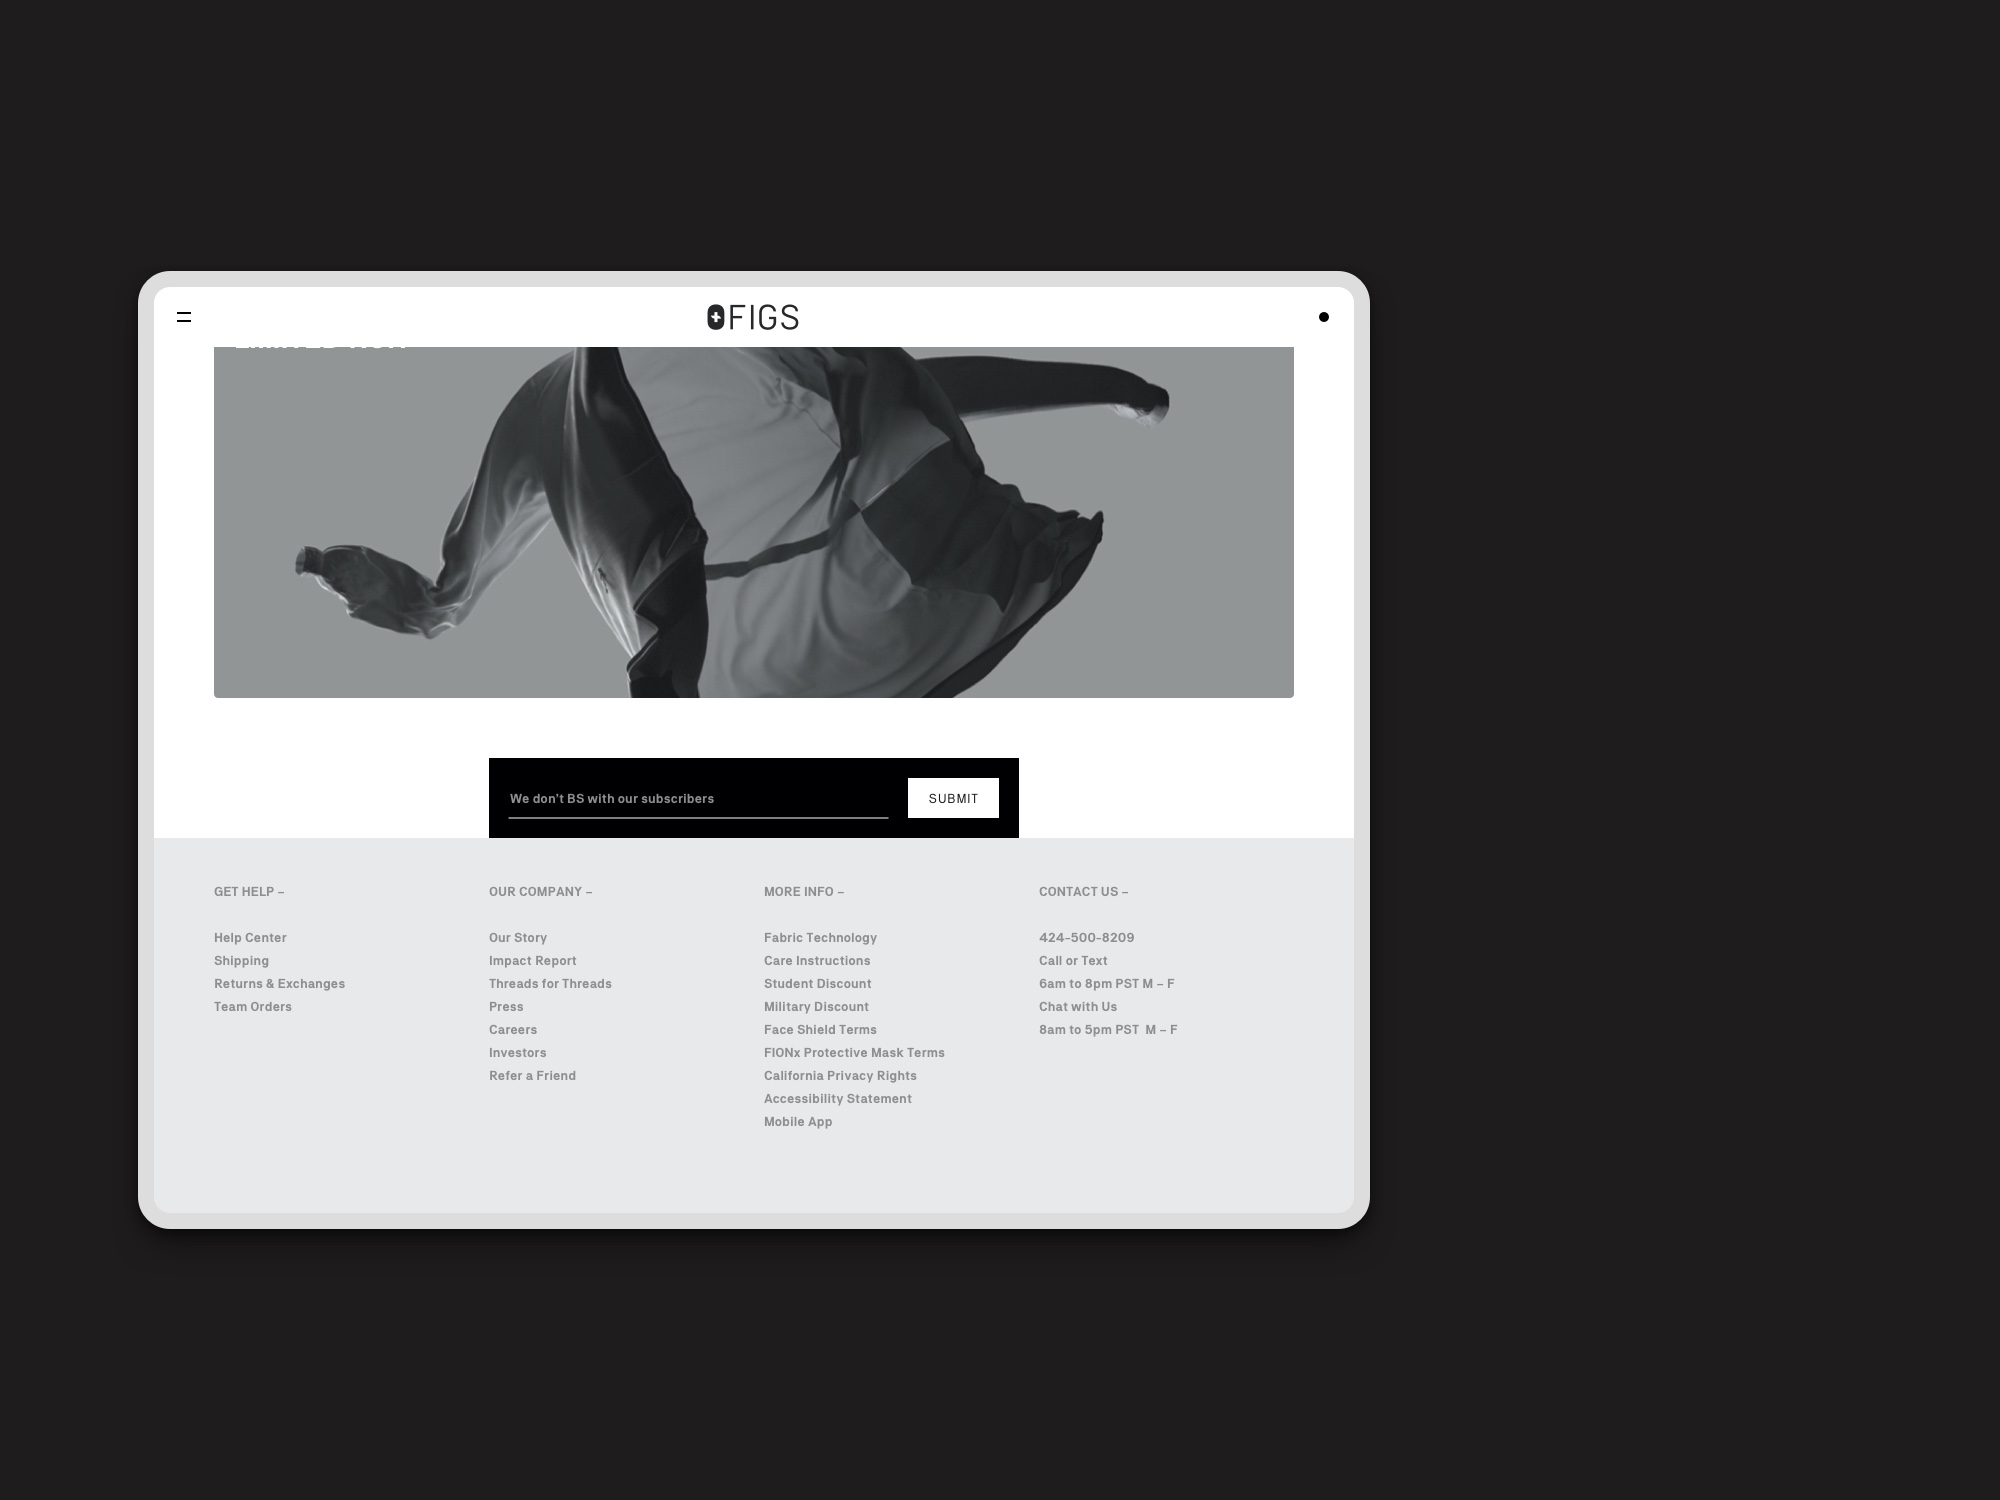 FIGS
We don't BS with our subscribers
SUBMIT
GET HELP –
Help Center
Shipping
Returns & Exchanges
Team Orders
OUR COMPANY –
Our Story
Impact Report
Threads for Threads
Press
Careers
Investors
Refer a Friend
MORE INFO –
Fabric Technology
Care Instructions
Student Discount
Military Discount
Face Shield Terms
FIONx Protective Mask Terms
California Privacy Rights
Accessibility Statement
Mobile App
CONTACT US –
424-500-8209
Call or Text
6am to 8pm PST M – F
Chat with Us
8am to 5pm PST  M – F